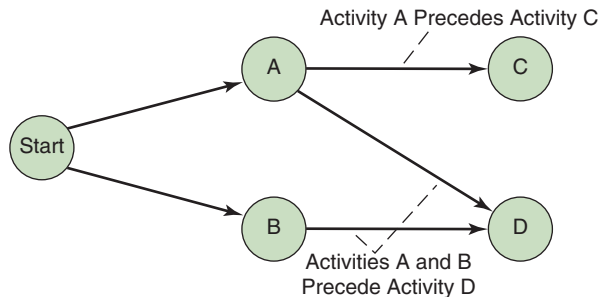 Activity A Precedes Activity C
A
C
Start
B
D
Activities A and B
Precede Activity D